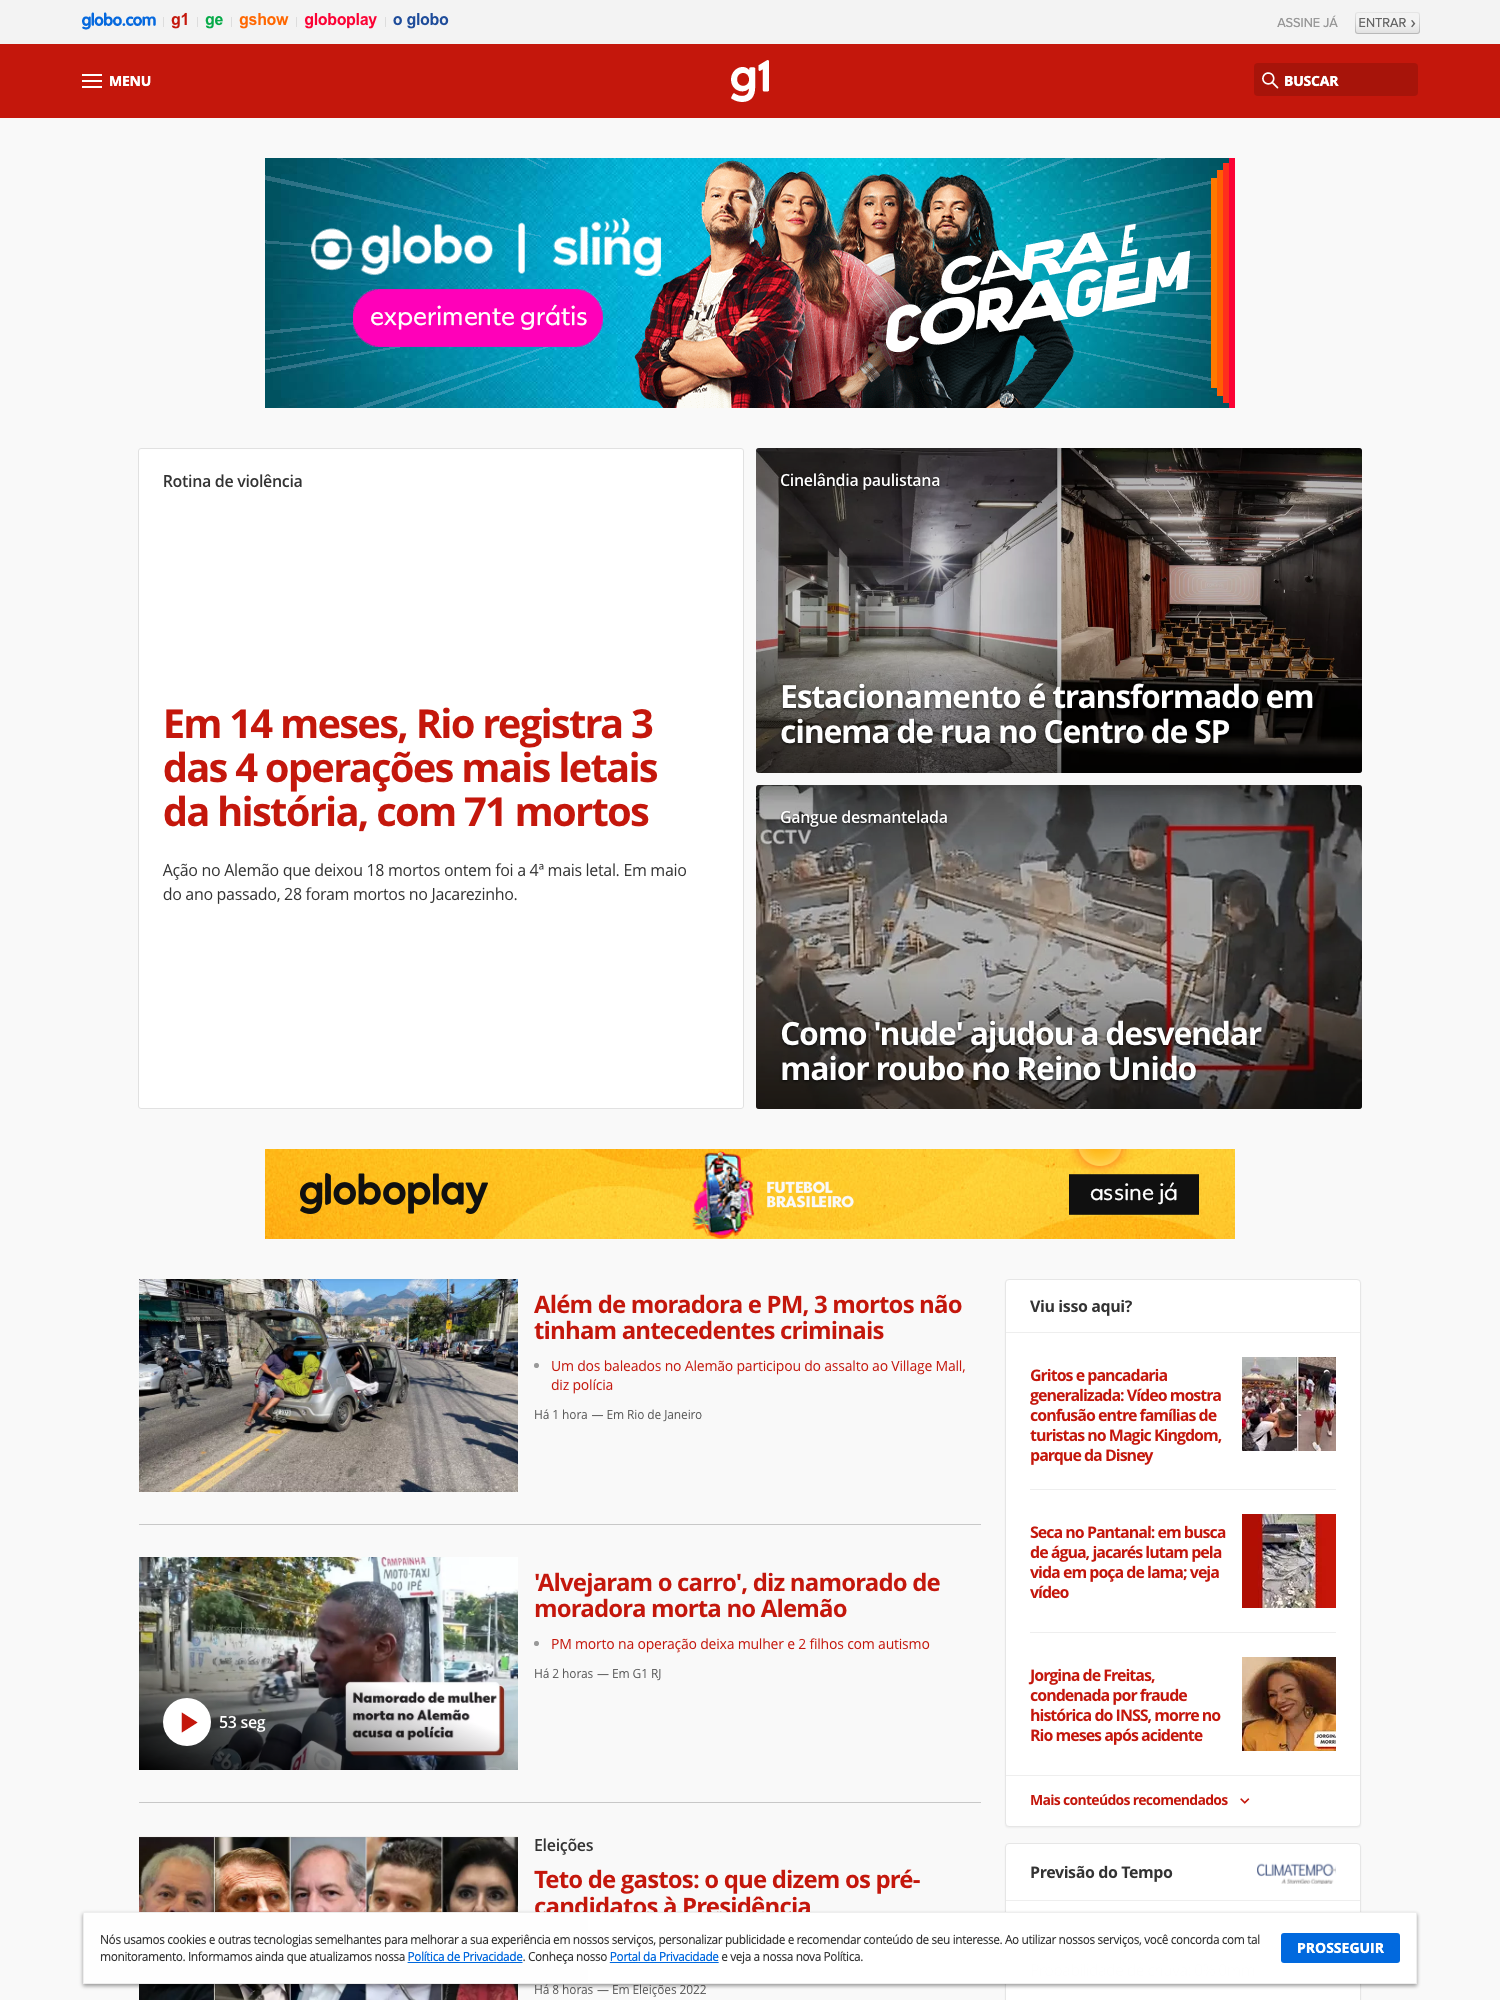 globo.com g1 ge gshow globoplay o globo
ASSINE JÁ ENTRAR ›
MENU
g1
BUSCAR
globo | sling
experimente grátis
CARA E
CORAGEM
Rotina de violência
Em 14 meses, Rio registra 3
das 4 operações mais letais
da história, com 71 mortos
Ação no Alemão que deixou 18 mortos ontem foi a 4ª mais letal. Em maio
do ano passado, 28 foram mortos no Jacarezinho.
Cinelândia paulistana
Estacionamento é transformado em
cinema de rua no Centro de SP
Gangue desmantelada
CCTV
Como 'nude' ajudou a desvendar
maior roubo no Reino Unido
globoplay
FUTEBOL
BRASILEIRO
assine já
Além de moradora e PM, 3 mortos não
tinham antecedentes criminais
Um dos baleados no Alemão participou do assalto ao Village Mall,
diz polícia
Há 1 hora — Em Rio de Janeiro
CAMPAINHA
MOTO-TAXI
DO IPÊ
Namorado de mulher
morta no Alemão
acusa a polícia
53 seg
'Alvejaram o carro', diz namorado de
moradora morta no Alemão
PM morto na operação deixa mulher e 2 filhos com autismo
Há 2 horas — Em G1 RJ
Eleições
Teto de gastos: o que dizem os pré-
candidatos à Presidência
Há 8 horas — Em Eleições 2022
Viu isso aqui?
Gritos e pancadaria
generalizada: Vídeo mostra
confusão entre famílias de
turistas no Magic Kingdom,
parque da Disney
Seca no Pantanal: em busca
de água, jacarés lutam pela
vida em poça de lama; veja
vídeo
Jorgina de Freitas,
condenada por fraude
histórica do INSS, morre no
Rio meses após acidente
Mais conteúdos recomendados
Previsão do Tempo
CLIMATEMPO
A StormGeo Company
Nós usamos cookies e outras tecnologias semelhantes para melhorar a sua experiência em nossos serviços, personalizar publicidade e recomendar conteúdo de seu interesse. Ao utilizar nossos serviços, você concorda com tal
monitoramento. Informamos ainda que atualizamos nossa Política de Privacidade. Conheça nosso Portal da Privacidade e veja a nossa nova Política.
PROSSEGUIR